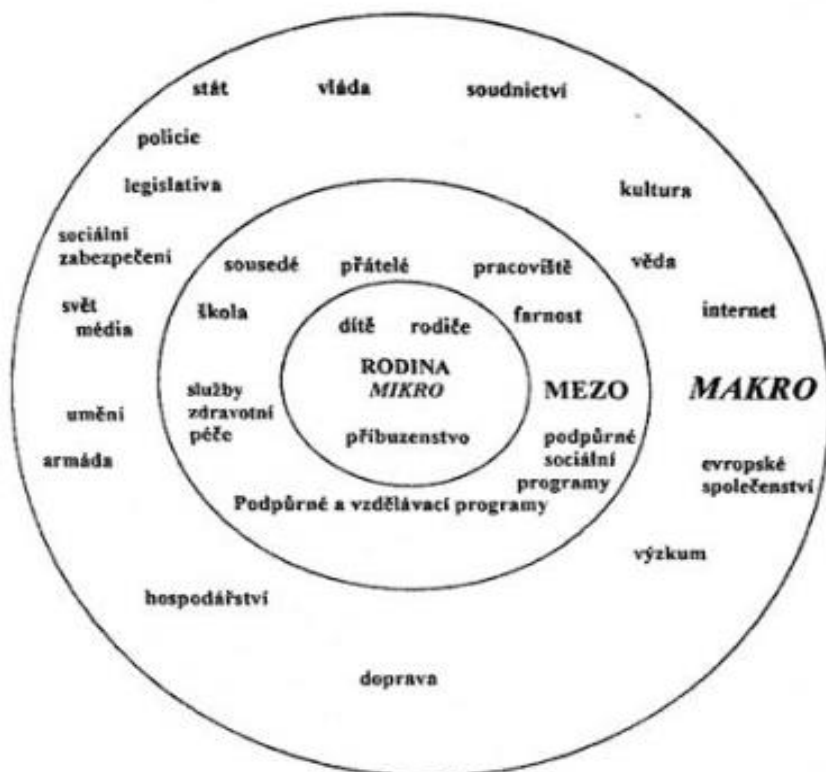 stát vláda soudnictví
policie
legislativa kultura
sociální
zabezpečení
sousedé přátelé pracoviště věda
svět
média
škola farnost internet
dítě rodiče
RODINA
MIKRO
MEZO MAKRO
služby
zdravotní
péče
umění
příbuzenstvo podpůrné
sociální
programy
armáda evropské
společenství
Podpůrné a vzdělávací programy
výzkum
hospodářství
doprava